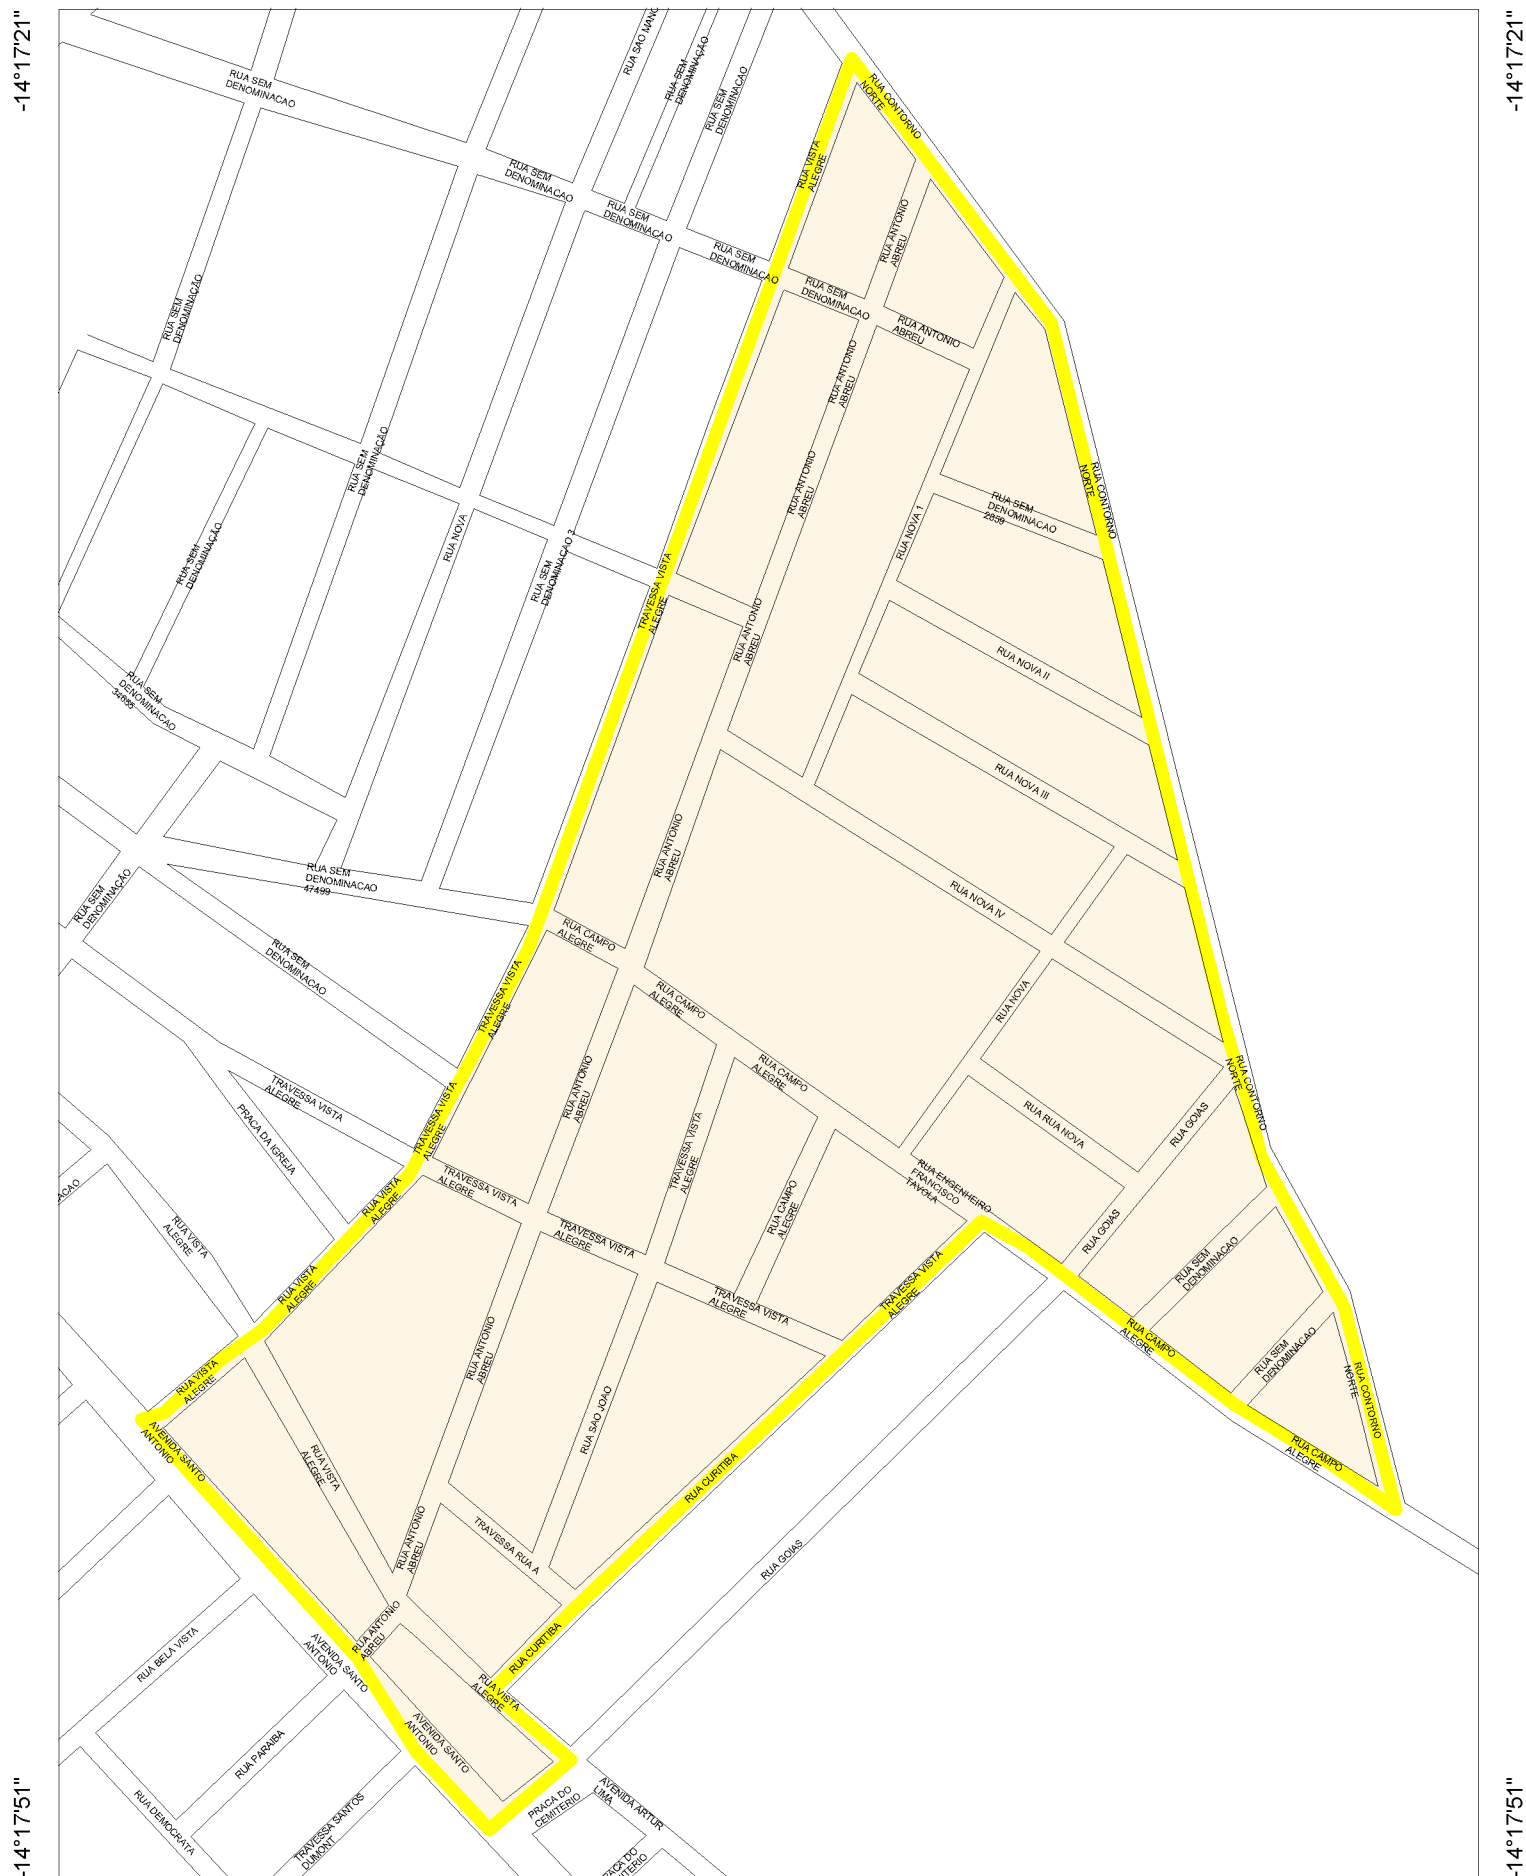 -14°17'21"
-14°17'21"
RUA SEM
DENOMINACAO
RUA SEM
DENOMINAÇÃO
RUA SEM
DENOMINACAO
RUA CONTORNO
NORTE
RUA SEM
DENOMINACAO
RUA VISTA
ALEGRE
RUA SEM
DENOMINACAO
RUA ANTONIO
ABREU
RUA SEM
DENOMINACAO
RUA SEM
DENOMINACAO
RUA SEM
DENOMINACAO
RUA SEM
DENOMINAÇÃO
RUA ANTONIO
ABREU
RUA ANTONIO
ABREU
RUA SEM
DENOMINAÇÃO
RUA ANTONIO
ABREU
RUA CONTORNO
NORTE
RUA SEM
DENOMINACAO
2859
RUA NOVA
RUA NOVA 1
RUA SEM
DENOMINAÇÃO
RUA SEM
DENOMINACAO 3
TRAVESSA VISTA
ALEGRE
RUA ANTONIO
ABREU
RUA NOVA II
RUA SEM
DENOMINACAO
34655
RUA NOVA III
RUA ANTONIO
ABREU
RUA SEM
DENOMINACAO
47499
RUA SEM
DENOMINAÇÃO
RUA NOVA IV
RUA CAMPO
ALEGRE
RUA SEM
DENOMINACAO
TRAVESSA VISTA
ALEGRE
RUA CAMPO
ALEGRE
RUA NOVA
RUA CAMPO
ALEGRE
RUA ANTONIO
ABREU
RUA CONTORNO
NORTE
TRAVESSA VISTA
ALEGRE
TRAVESSA VISTA
ALEGRE
PRACA DA IGREJA
RUA RUA NOVA
RUA GOIAS
TRAVESSA VISTA
ALEGRE
TRAVESSA VISTA
ALEGRE
RUA ENGENHEIRO
FRANCISCO
TAVOLA
ACAO
RUA VISTA
ALEGRE
RUA CAMPO
ALEGRE
RUA VISTA
ALEGRE
RUA GOIAS
TRAVESSA VISTA
ALEGRE
RUA SEM
DENOMINACAO
RUA VISTA
ALEGRE
TRAVESSA VISTA
ALEGRE
TRAVESSA VISTA
ALEGRE
RUA ANTONIO
ABREU
RUA CAMPO
ALEGRE
RUA SEM
DENOMINACAO
RUA VISTA
ALEGRE
RUA CONTORNO
NORTE
RUA SAO JOAO
AVENIDA SANTO
ANTONIO
RUA VISTA
ALEGRE
RUA CAMPO
ALEGRE
RUA CURITIBA
RUA ANTONIO
ABREU
TRAVESSA RUA A
RUA GOIAS
RUA ANTONIO
ABREU
RUA CURITIBA
RUA BELA VISTA
AVENIDA SANTO
ANTONIO
RUA VISTA
ALEGRE
AVENIDA SANTO
ANTONIO
RUA PARAIBA
RUA DEMOCRATA
TRAVESSA SANTOS
DUMONT
PRACA DO
CEMITERIO
AVENIDA ARTUR
LIMA
-14°17'51"
-14°17'51"